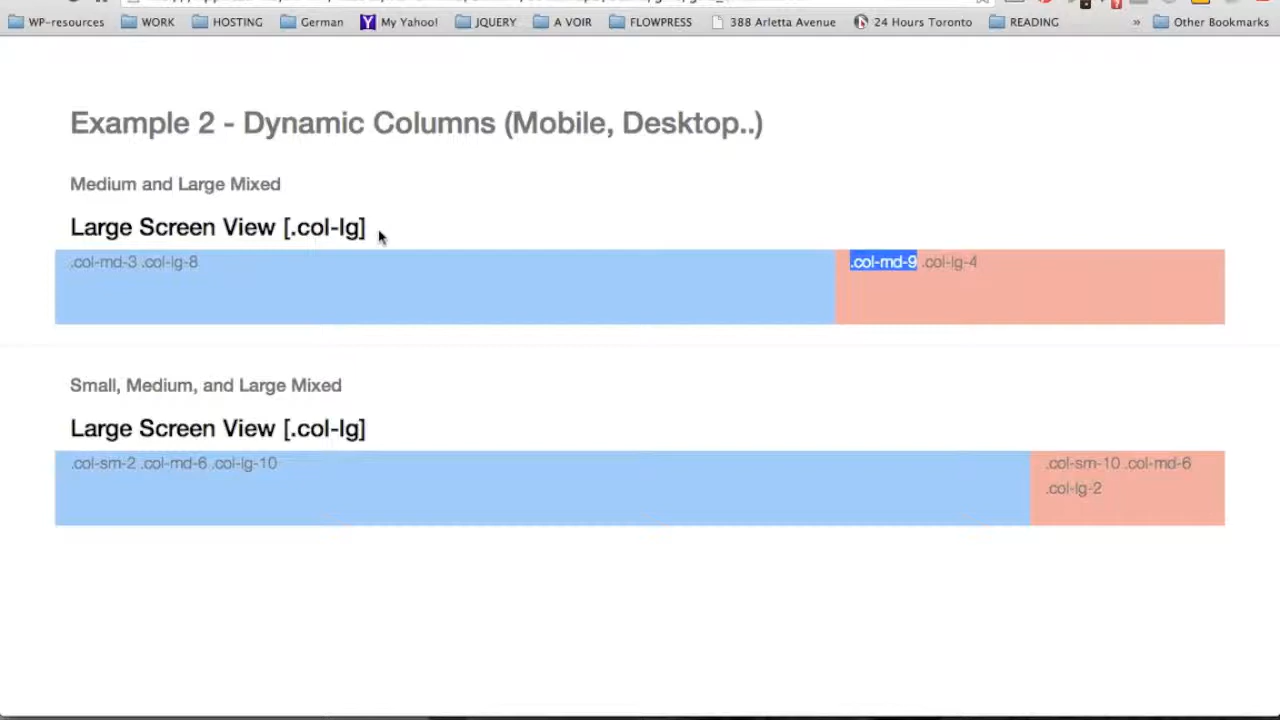 WP-resources WORK HOSTING German My Yahoo! JQUERY A VOIR FLOWPRESS 388 Arletta Avenue 24 Hours Toronto READING » Other Bookmarks
Example 2 - Dynamic Columns (Mobile, Desktop..)
Medium and Large Mixed
Large Screen View [.col-lg]
.col-md-3 .col-lg-8 .col-md-9 .col-lg-4
Small, Medium, and Large Mixed
Large Screen View [.col-lg]
.col-sm-2 .col-md-6 .col-lg-10 .col-sm-10 .col-md-6
.col-lg-2